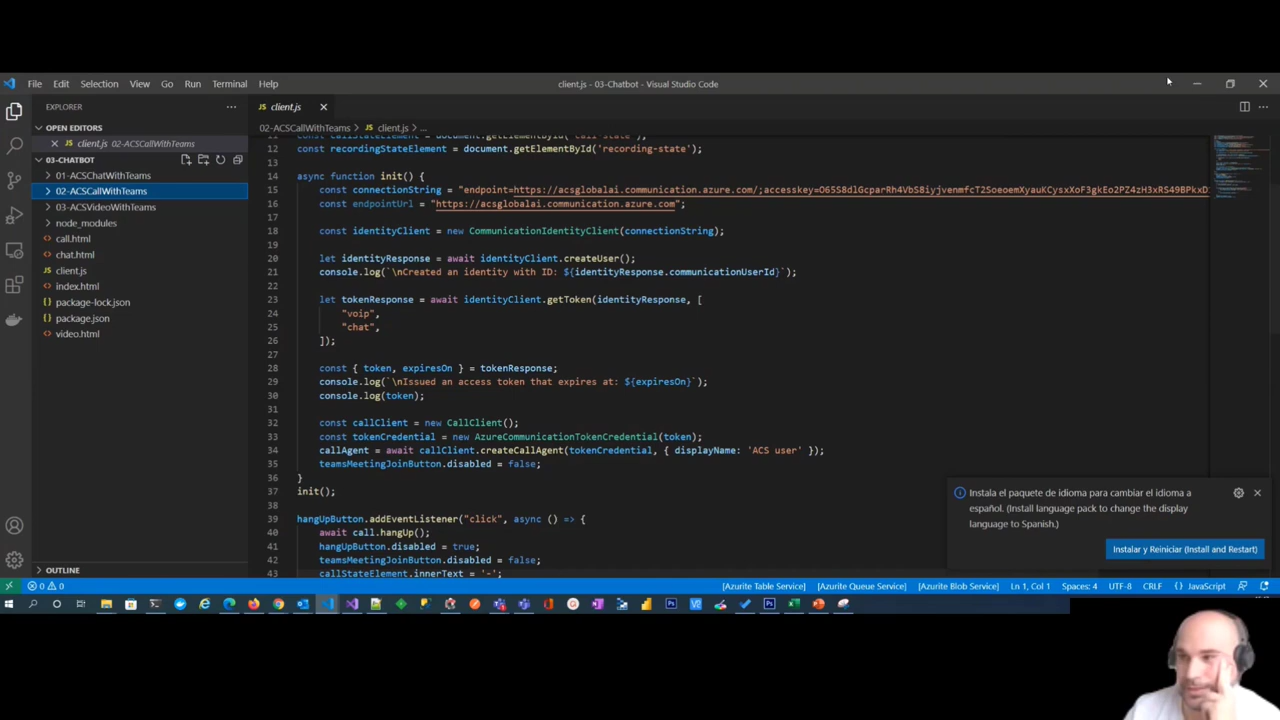 File Edit Selection View Go Run Terminal Help
client.js - 03-Chatbot - Visual Studio Code
EXPLORER
OPEN EDITORS
client.js 02-ACSCallWithTeams
03-CHATBOT
01-ACSChatWithTeams
02-ACSCallWithTeams
03-ACSVideoWithTeams
node_modules
call.html
chat.html
client.js
index.html
package-lock.json
package.json
video.html
OUTLINE
client.js
02-ACSCallWithTeams > client.js > ...
11 const callStateElement = document.getElementById('call-state');
12 const recordingStateElement = document.getElementById('recording-state');
13
14 async function init() {
15 const connectionString = "endpoint=https://acsglobalai.communication.azure.com/;accesskey=
16 const endpointUrl = "https://acsglobalai.communication.azure.com";
17
18 const identityClient = new CommunicationIdentityClient(connectionString);
19
20 let identityResponse = await identityClient.createUser();
21 console.log(`\nCreated an identity with ID: ${identityResponse.communicationUserId}`);
22
23 let tokenResponse = await identityClient.getToken(identityResponse, [
24 "voip",
25 "chat",
26 ]);
27
28 const { token, expiresOn } = tokenResponse;
29 console.log(`\nIssued an access token that expires at: ${expiresOn}`);
30 console.log(token);
31
32 const callClient = new CallClient();
33 const tokenCredential = new AzureCommunicationTokenCredential(token);
34 callAgent = await callClient.createCallAgent(tokenCredential, { displayName: 'ACS user' });
35 teamsMeetingJoinButton.disabled = false;
36 }
37 init();
38
39 hangUpButton.addEventListener("click", async () => {
40 await call.hangUp();
41 hangUpButton.disabled = true;
42 teamsMeetingJoinButton.disabled = false;
43 callStateElement.innerText = '-';
Instala el paquete de idioma para cambiar el idioma a
español. (Install language pack to change the display
language to Spanish.)
Instalar y Reiniciar (Install and Restart)
0 0
[Azurite Table Service] [Azurite Queue Service] [Azurite Blob Service] Ln 1, Col 1 Spaces: 4 UTF-8 CRLF {} JavaScript